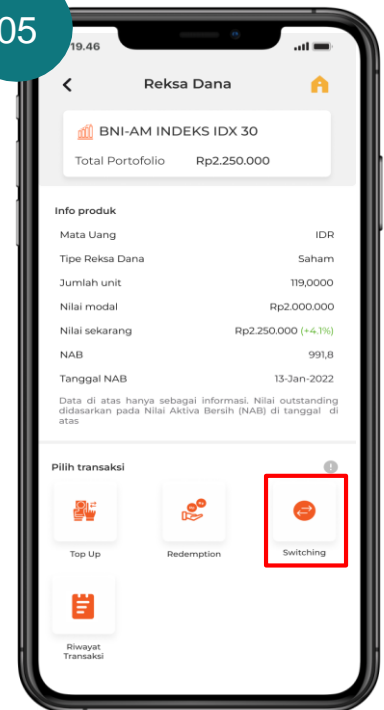 05
19.46
Reksa Dana
BNI-AM INDEKS IDX 30
Total Portofolio Rp2.250.000
Info produk
Mata Uang IDR
Tipe Reksa Dana Saham
Jumlah unit 119,0000
Nilai modal Rp2.000.000
Nilai sekarang Rp2.250.000 (+4.1%)
NAB 991,8
Tanggal NAB 13-Jan-2022
Data di atas hanya sebagai informasi. Nilai outstanding
didasarkan pada Nilai Aktiva Bersih (NAB) di tanggal di
atas
Pilih transaksi
Top Up Redemption Switching
Riwayat
Transaksi